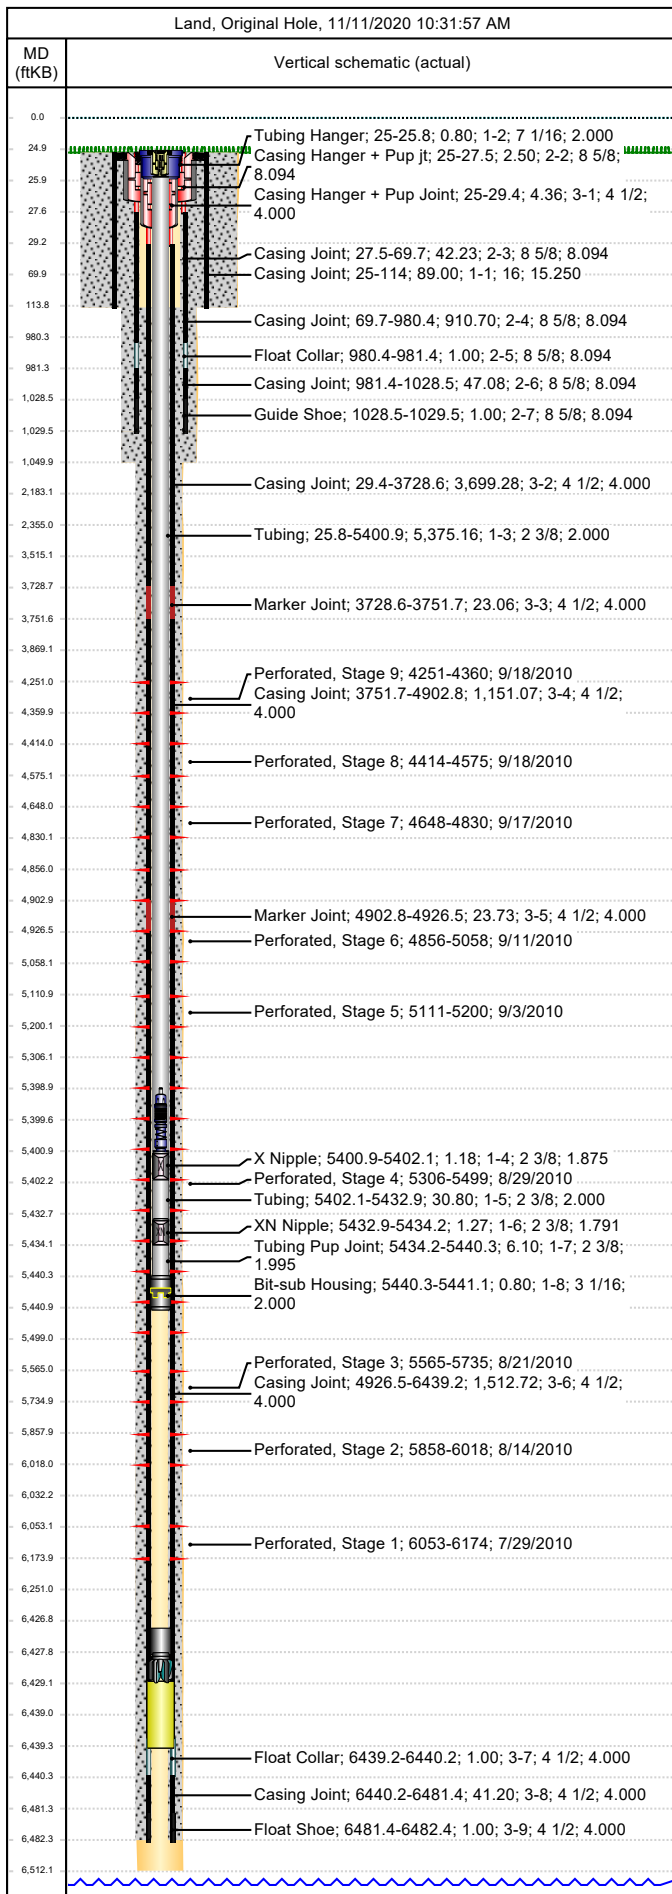 Land, Original Hole, 11/11/2020 10:31:57 AM
MD
(ftKB)
Vertical schematic (actual)
0.0
24.9
25.9
27.6
29.2
69.9
113.8
980.3
981.3
1,028.5
1,029.5
1,049.9
2,183.1
2,355.0
3,515.1
3,728.7
3,751.6
3,869.1
4,251.0
4,359.9
4,414.0
4,575.1
4,648.0
4,830.1
4,856.0
4,902.9
4,926.5
5,058.1
5,110.9
5,200.1
5,306.1
5,398.9
5,399.6
5,400.9
5,402.2
5,432.7
5,434.1
5,440.3
5,440.9
5,499.0
5,565.0
5,734.9
5,857.9
6,018.0
6,032.2
6,053.1
6,173.9
6,251.0
6,426.8
6,427.8
6,429.1
6,439.0
6,439.3
6,440.3
6,481.3
6,482.3
6,512.1
Tubing Hanger; 25-25.8; 0.80; 1-2; 7 1/16; 2.000
Casing Hanger + Pup jt; 25-27.5; 2.50; 2-2; 8 5/8;
8.094
Casing Hanger + Pup Joint; 25-29.4; 4.36; 3-1; 4 1/2;
4.000
Casing Joint; 27.5-69.7; 42.23; 2-3; 8 5/8; 8.094
Casing Joint; 25-114; 89.00; 1-1; 16; 15.250
Casing Joint; 69.7-980.4; 910.70; 2-4; 8 5/8; 8.094
Float Collar; 980.4-981.4; 1.00; 2-5; 8 5/8; 8.094
Casing Joint; 981.4-1028.5; 47.08; 2-6; 8 5/8; 8.094
Guide Shoe; 1028.5-1029.5; 1.00; 2-7; 8 5/8; 8.094
Casing Joint; 29.4-3728.6; 3,699.28; 3-2; 4 1/2; 4.000
Tubing; 25.8-5400.9; 5,375.16; 1-3; 2 3/8; 2.000
Marker Joint; 3728.6-3751.7; 23.06; 3-3; 4 1/2; 4.000
Perforated, Stage 9; 4251-4360; 9/18/2010
Casing Joint; 3751.7-4902.8; 1,151.07; 3-4; 4 1/2;
4.000
Perforated, Stage 8; 4414-4575; 9/18/2010
Perforated, Stage 7; 4648-4830; 9/17/2010
Marker Joint; 4902.8-4926.5; 23.73; 3-5; 4 1/2; 4.000
Perforated, Stage 6; 4856-5058; 9/11/2010
Perforated, Stage 5; 5111-5200; 9/3/2010
X Nipple; 5400.9-5402.1; 1.18; 1-4; 2 3/8; 1.875
Perforated, Stage 4; 5306-5499; 8/29/2010
Tubing; 5402.1-5432.9; 30.80; 1-5; 2 3/8; 2.000
XN Nipple; 5432.9-5434.2; 1.27; 1-6; 2 3/8; 1.791
Tubing Pup Joint; 5434.2-5440.3; 6.10; 1-7; 2 3/8;
1.995
Bit-sub Housing; 5440.3-5441.1; 0.80; 1-8; 3 1/16;
2.000
Perforated, Stage 3; 5565-5735; 8/21/2010
Casing Joint; 4926.5-6439.2; 1,512.72; 3-6; 4 1/2;
4.000
Perforated, Stage 2; 5858-6018; 8/14/2010
Perforated, Stage 1; 6053-6174; 7/29/2010
Float Collar; 6439.2-6440.2; 1.00; 3-7; 4 1/2; 4.000
Casing Joint; 6440.2-6481.4; 41.20; 3-8; 4 1/2; 4.000
Float Shoe; 6481.4-6482.4; 1.00; 3-9; 4 1/2; 4.000